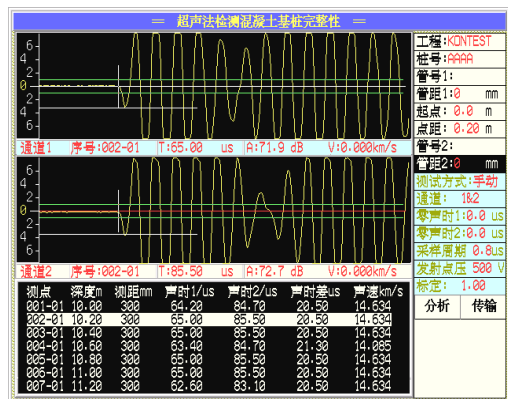 ═ 超声法检测混凝土基桩完整性 ═
6
4
2
0
2
4
6
通道1 序号:002-01 T:65.00 us A:71.9 dB V:0.000km/s
6
4
2
0
2
4
6
通道2 序号:002-01 T:85.50 us A:72.7 dB V:0.000km/s
测点 深度m 测距mm 声时1/us 声时2/us 声时差us 声速km/s
001-01 10.00 300 64.20 84.70 20.50 14.634
002-01 10.20 300 65.00 85.50 20.50 14.634
003-01 10.40 300 65.00 85.50 20.50 14.634
004-01 10.60 300 63.40 84.70 21.30 14.085
005-01 10.80 300 65.00 85.50 20.50 14.634
006-01 11.00 300 65.00 85.50 20.50 14.634
007-01 11.20 300 62.60 83.10 20.50 14.634
工程:KONTEST
桩号:AAAA
管号1:
管距1:0 mm
起点: 0.0 m
点距: 0.20 m
管号2:
管距2:0 mm
测试方式:手动
通道: 1&2
零声时1:0.0 us
零声时2:0.0 us
采样周期 0.8us
发射点压 500 V
标定: 1.00
分析 传输